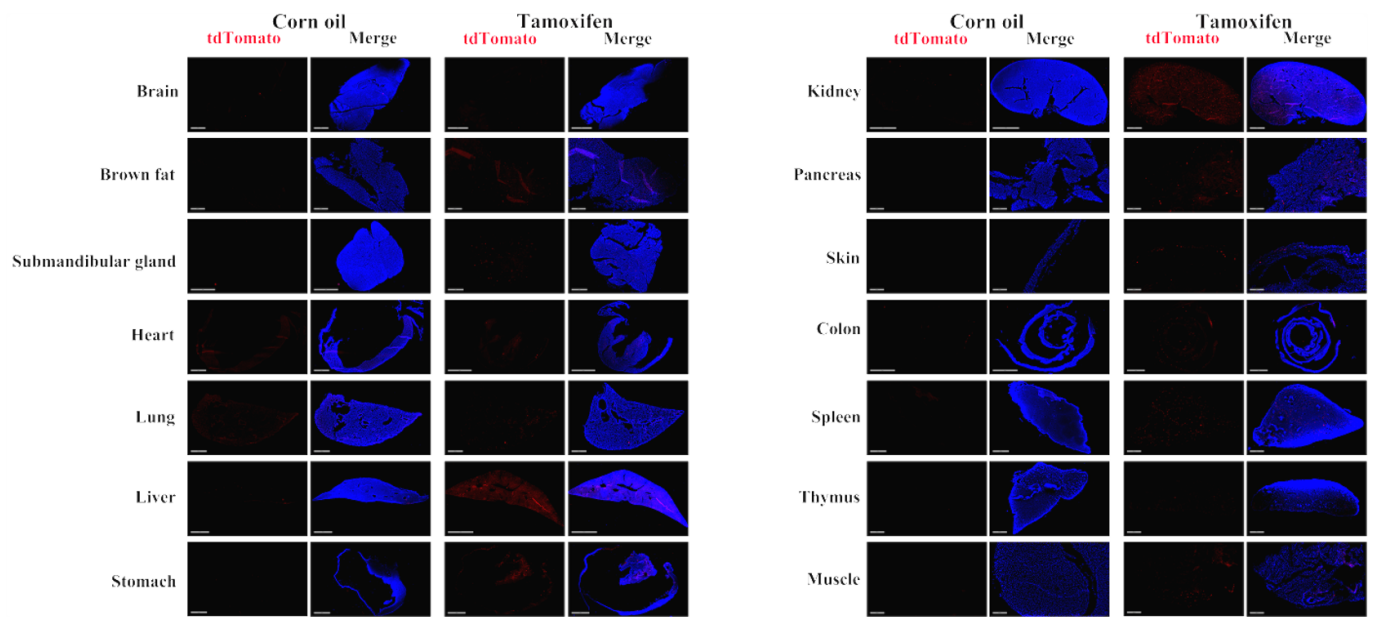 Corn oil Tamoxifen
tdTomato Merge tdTomato Merge
Brain
Brown fat
Submandibular gland
Heart
Lung
Liver
Stomach
Corn oil Tamoxifen
tdTomato Merge tdTomato Merge
Kidney
Pancreas
Skin
Colon
Spleen
Thymus
Muscle